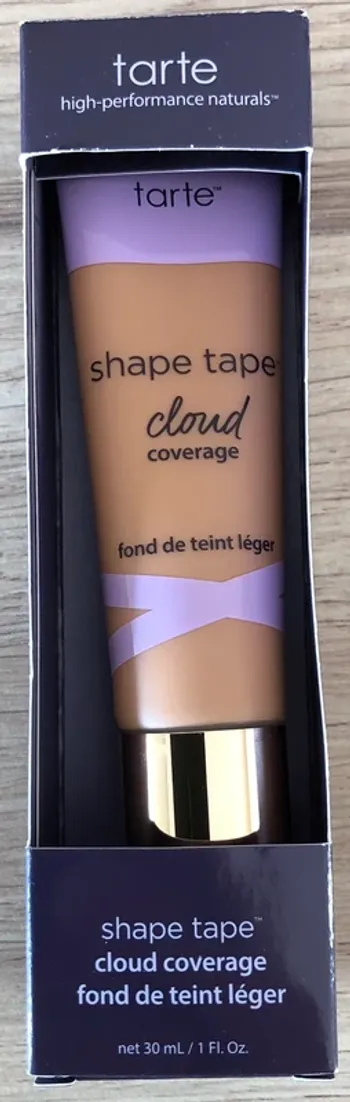 tarte
high-performance naturals™
tarte™
shape tape™
cloud
coverage
fond de teint léger
shape tape™
cloud coverage
fond de teint léger
net 30 mL / 1 Fl. Oz.